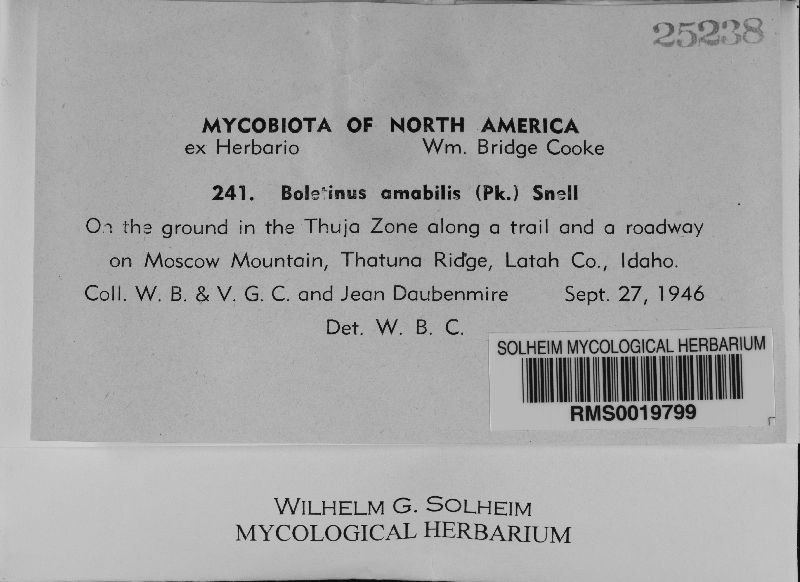 25238
MYCOBIOTA OF NORTH AMERICA
ex Herbario Wm. Bridge Cooke
241. Boletinus amabilis (Pk.) Snell
On the ground in the Thuja Zone along a trail and a roadway
on Moscow Mountain, Thatuna Ridge, Latah Co., Idaho.
Coll. W. B. & V. G. C. and Jean Daubenmire Sept. 27, 1946
Det. W. B. C.
SOLHEIM MYCOLOGICAL HERBARIUM
RMS0019799
WILHELM G. SOLHEIM
MYCOLOGICAL HERBARIUM